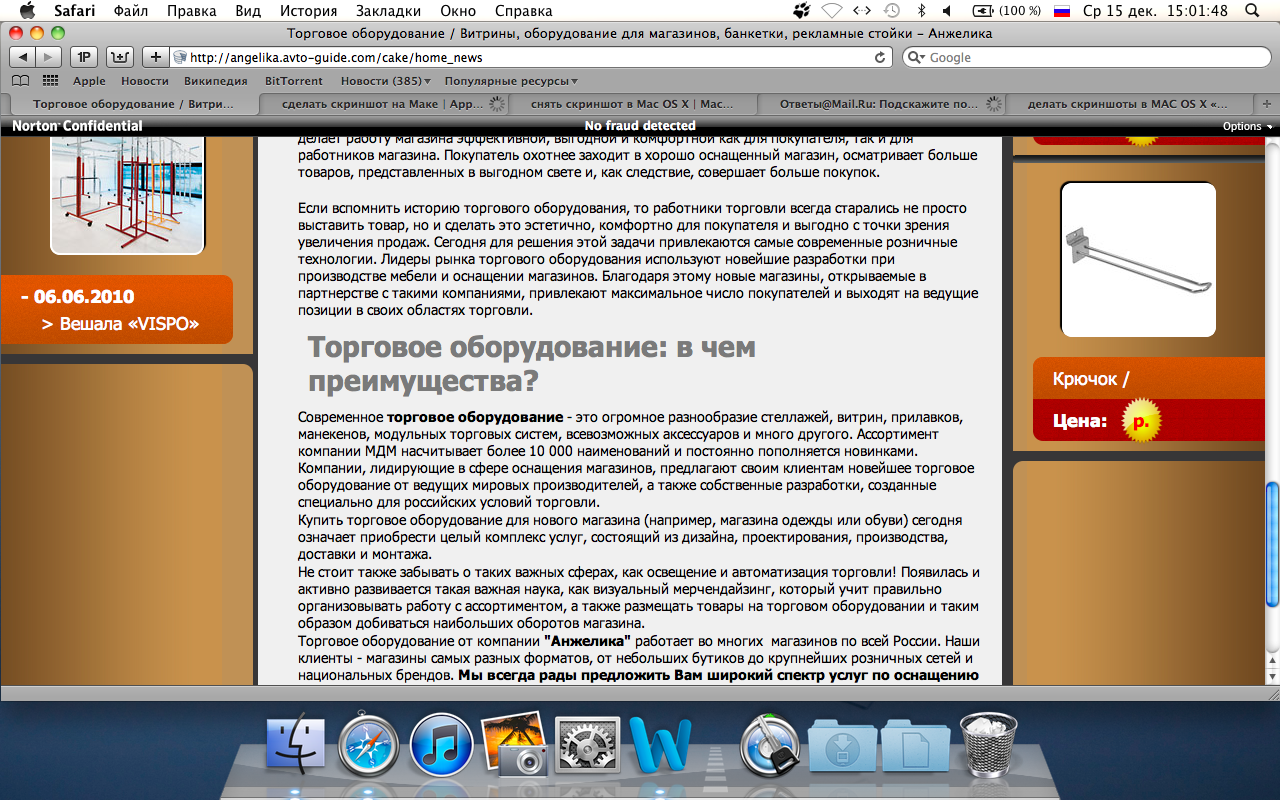 Safari Файл Правка Вид История Закладки Окно Справка (100 %) Ср 15 дек. 15:01:48
Торговое оборудование / Витрины, оборудование для магазинов, банкетки, рекламные стойки – Анжелика
1P http://angelika.avto-guide.com/cake/home_news Google
Apple Новости Википедия BitTorrent Новости (385) Популярные ресурсы
Торговое оборудование / Витри... сделать скриншот на Маке | App... снять скриншот в Mac OS X | Mac... Ответы@Mail.Ru: Подскажите по... делать скриншоты в MAC OS X «...
Norton Confidential No fraud detected Options
делает работу магазина эффективной, выгодной и комфортной как для покупателя, так и для
работников магазина. Покупатель охотнее заходит в хорошо оснащенный магазин, осматривает больше
товаров, представленных в выгодном свете и, как следствие, совершает больше покупок.
Если вспомнить историю торгового оборудования, то работники торговли всегда старались не просто
выставить товар, но и сделать это эстетично, комфортно для покупателя и выгодно с точки зрения
увеличения продаж. Сегодня для решения этой задачи привлекаются самые современные розничные
технологии. Лидеры рынка торгового оборудования используют новейшие разработки при
производстве мебели и оснащении магазинов. Благодаря этому новые магазины, открываемые в
партнерстве с такими компаниями, привлекают максимальное число покупателей и выходят на ведущие
позиции в своих областях торговли.
- 06.06.2010
> Вешала «VISPO»
Торговое оборудование: в чем
преимущества?
Современное торговое оборудование - это огромное разнообразие стеллажей, витрин, прилавков,
манекенов, модульных торговых систем, всевозможных аксессуаров и много другого. Ассортимент
компании МДМ насчитывает более 10 000 наименований и постоянно пополняется новинками.
Компании, лидирующие в сфере оснащения магазинов, предлагают своим клиентам новейшее торговое
оборудование от ведущих мировых производителей, а также собственные разработки, созданные
специально для российских условий торговли.
Купить торговое оборудование для нового магазина (например, магазина одежды или обуви) сегодня
означает приобрести целый комплекс услуг, состоящий из дизайна, проектирования, производства,
доставки и монтажа.
Не стоит также забывать о таких важных сферах, как освещение и автоматизация торговли! Появилась и
активно развивается такая важная наука, как визуальный мерчендайзинг, который учит правильно
организовывать работу с ассортиментом, а также размещать товары на торговом оборудовании и таким
образом добиваться наибольших оборотов магазина.
Торговое оборудование от компании "Анжелика" работает во многих магазинов по всей России. Наши
клиенты - магазины самых разных форматов, от небольших бутиков до крупнейших розничных сетей и
национальных брендов. Мы всегда рады предложить Вам широкий спектр услуг по оснащению
Крючок /
Цена: р.